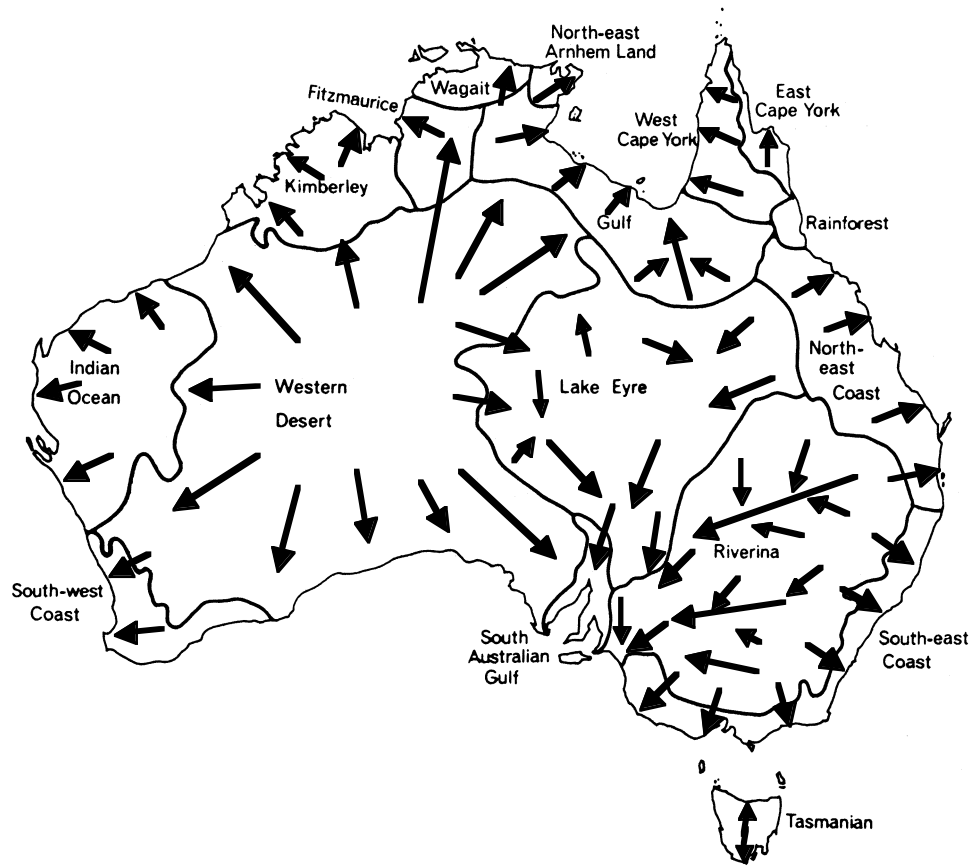 North-east
Arnhem Land
Wagait
Fitzmaurice
East
Cape York
West
Cape York
Kimberley
Gulf
Rainforest
Indian
Ocean
Western
Desert
Lake Eyre
North-
east
Coast
Riverina
South-west
Coast
South
Australian
Gulf
South-east
Coast
Tasmanian